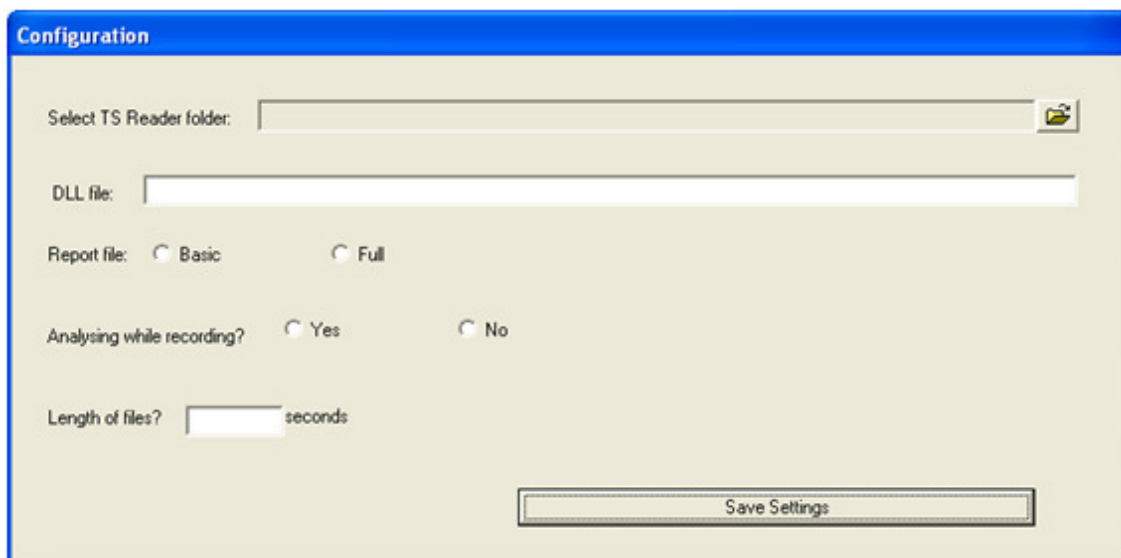 Configuration
Select TS Reader folder:
DLL file:
Report file: Basic Full
Analysing while recording? Yes No
Length of files? seconds
Save Settings